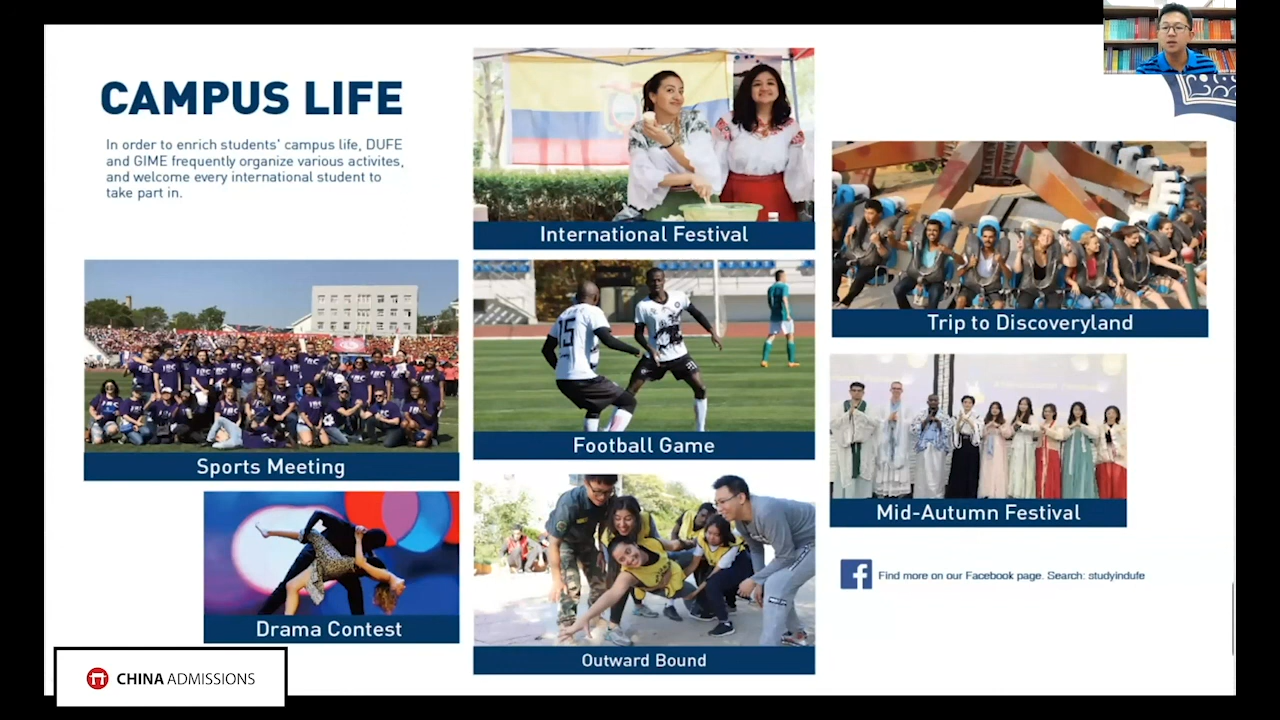 CAMPUS LIFE
In order to enrich students' campus life, DUFE
and GIME frequently organize various activites,
and welcome every international student to
take part in.
International Festival
Trip to Discoveryland
IBC
Sports Meeting
15
Football Game
Mid-Autumn Festival
Drama Contest
Outward Bound
Find more on our Facebook page. Search: studyindufe
CHINA ADMISSIONS